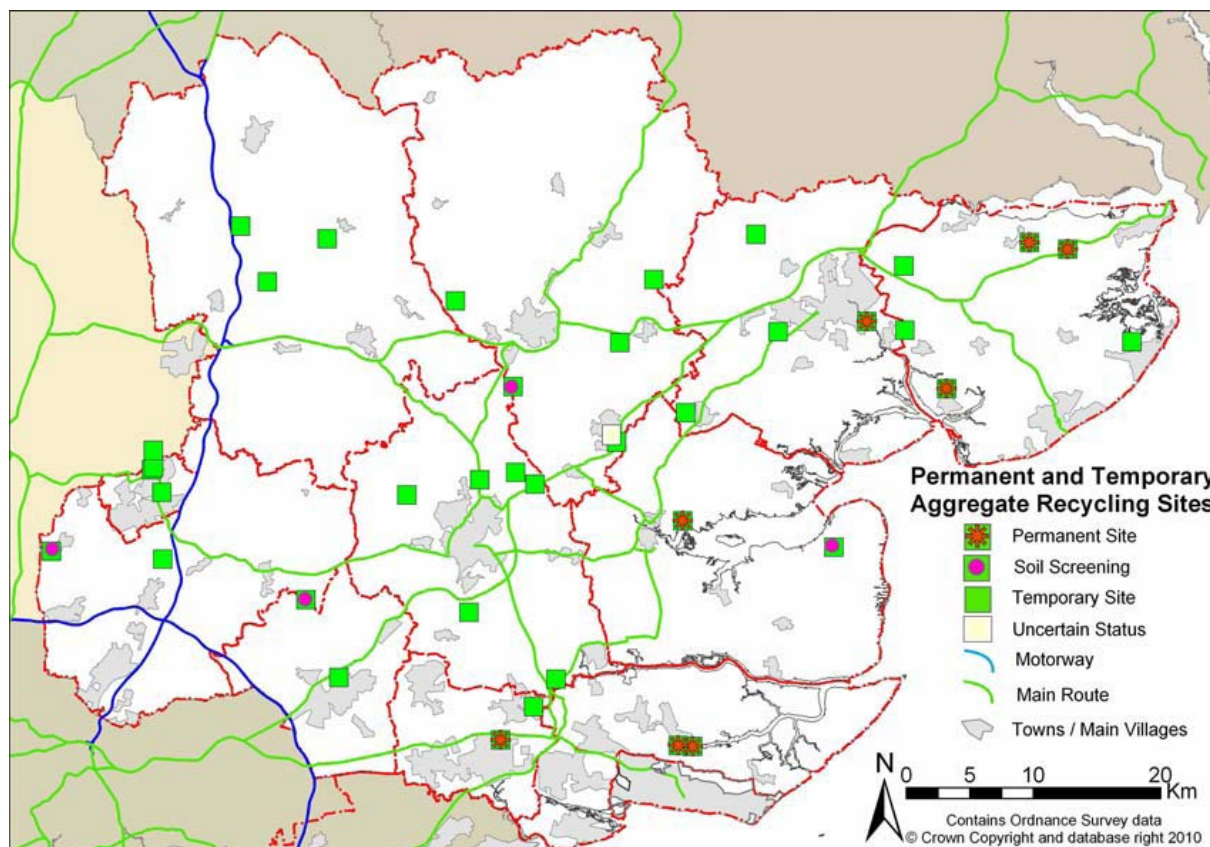 Permanent and Temporary
Aggregate Recycling Sites
Permanent Site
Soil Screening
Temporary Site
Uncertain Status
Motorway
Main Route
Towns / Main Villages
N
0 5 10 20
Km
Contains Ordnance Survey data
© Crown Copyright and database right 2010